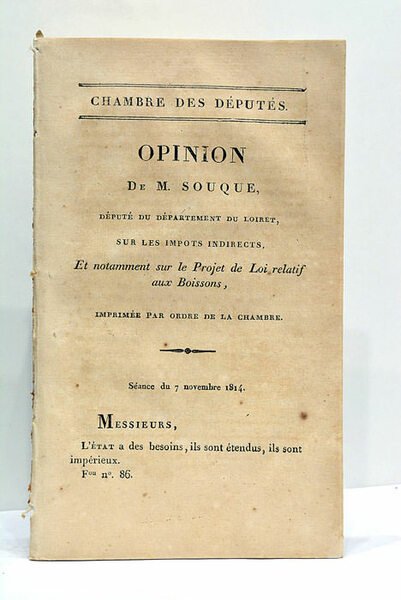 CHAMBRE DES DÉPUTÉS.
OPINION
DE M. SOUQUE,
DÉPUTÉ DU DÉPARTEMENT DU LOIRET,
SUR LES IMPOTS INDIRECTS,
Et notamment sur le Projet de Loi relatif
aux Boissons,
IMPRIMÉE PAR ORDRE DE LA CHAMBRE.
Séance du 7 novembre 1814.
MESSIEURS,
L'ÉTAT a des besoins, ils sont étendus, ils sont
impérieux.
Fou no. 86.